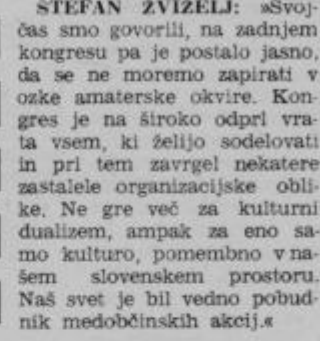 STEFAN ZVIZELJ: »Svoj-
čas smo govorili, na zadnjem
kongresu pa je postalo jasno,
da se ne moremo zapirati v
ozke amaterske okvire. Kon-
gres je na široko odprl vra-
ta vsem, ki želijo sodelovati
in pri tem zavrgel nekatere
zastalele organizacijske obli-
ke. Ne gre več za kulturni
dualizem, ampak za eno sa-
mo kulturo, pomembno v na-
šem slovenskem prostoru.
Naš svet je bil vedno pobud-
nik medobčinskih akcij.«